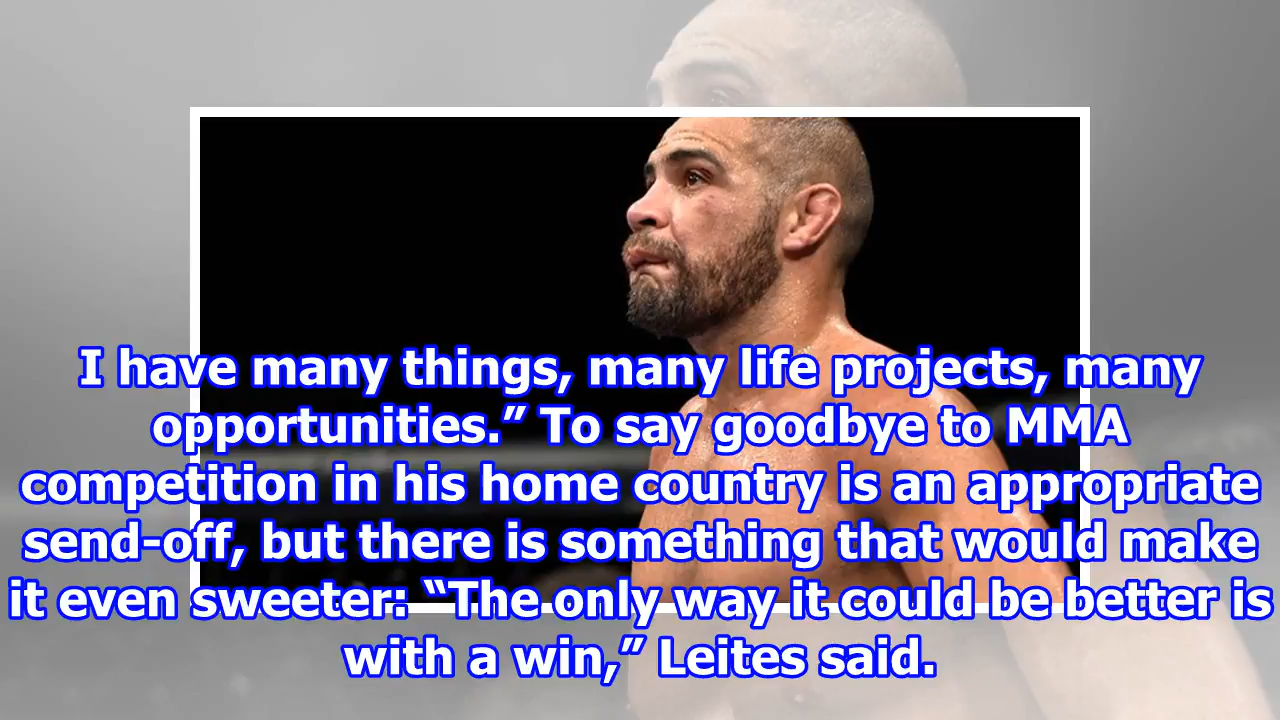 I have many things, many life projects, many
opportunities.” To say goodbye to MMA
competition in his home country is an appropriate
send-off, but there is something that would make
it even sweeter: “The only way it could be better is
with a win,” Leites said.